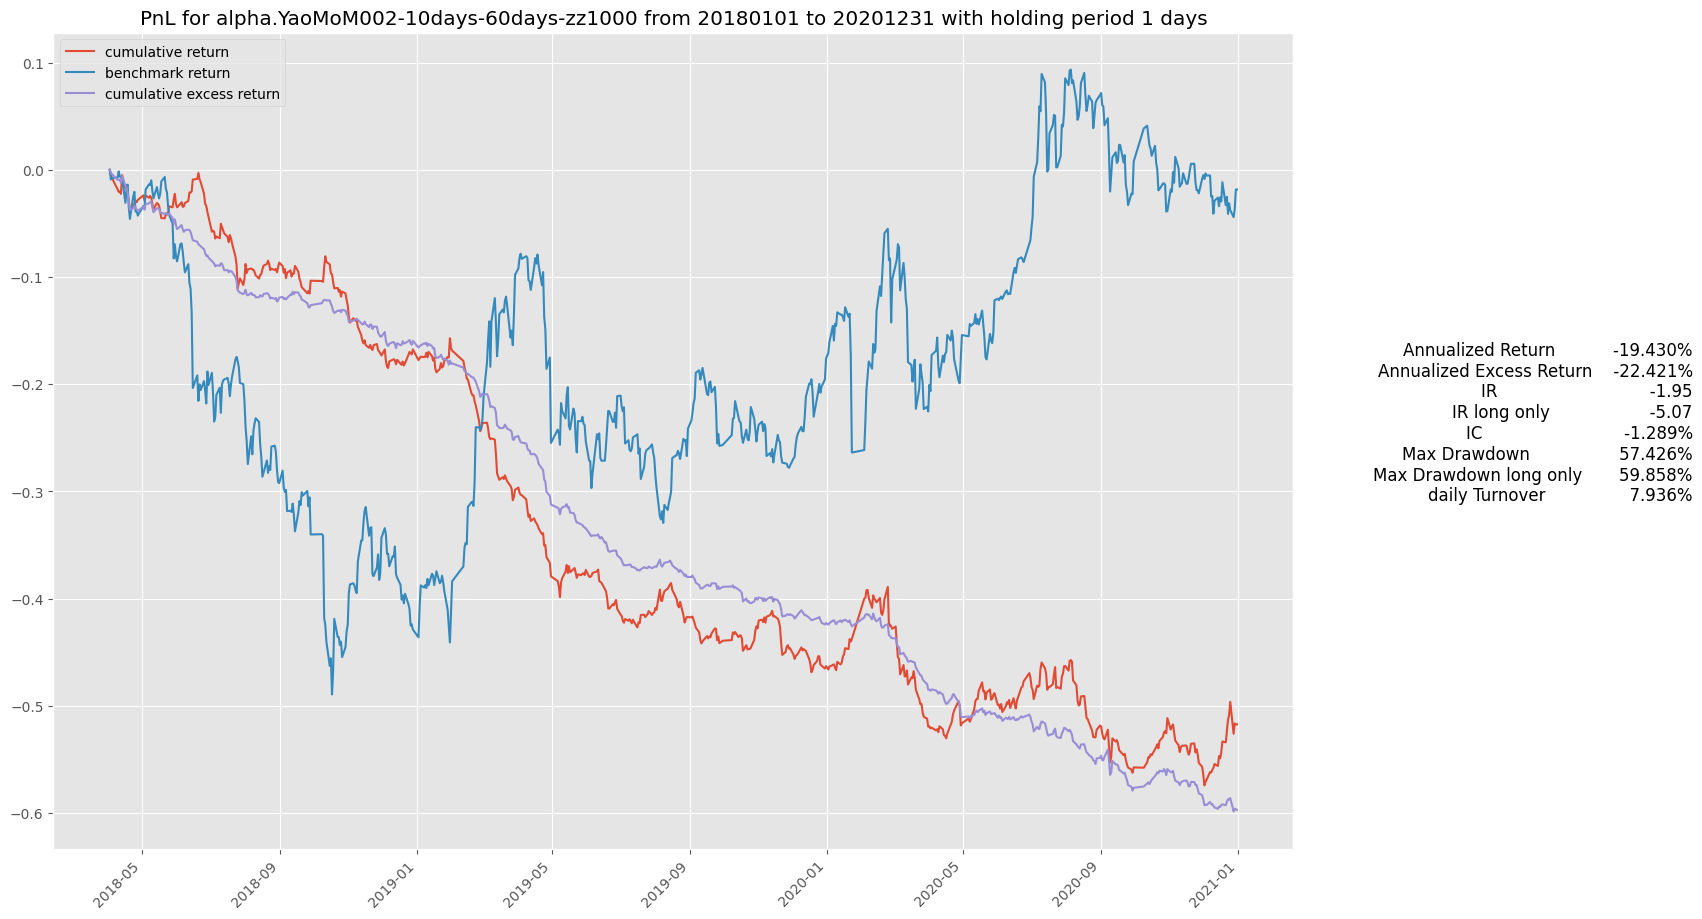 PnL for alpha.YaoMoM002-10days-60days-zz1000 from 20180101 to 20201231 with holding period 1 days
cumulative return
benchmark return
cumulative excess return
0.1
0.0
−0.1
−0.2
−0.3
−0.4
−0.5
−0.6
2018-05
2018-09
2019-01
2019-05
2019-09
2020-01
2020-05
2020-09
2021-01
Annualized Return -19.430%
Annualized Excess Return -22.421%
IR -1.95
IR long only -5.07
IC -1.289%
Max Drawdown 57.426%
Max Drawdown long only 59.858%
daily Turnover 7.936%